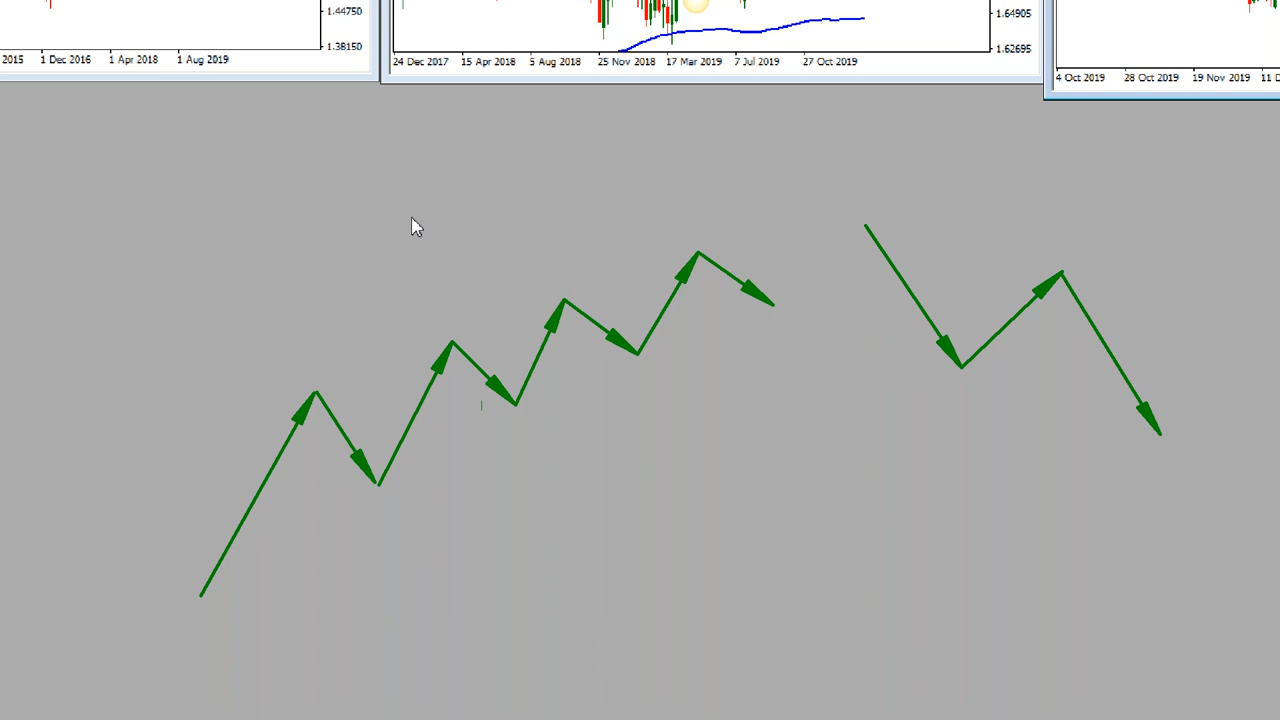 1.44750
1.38150
2015 1 Dec 2016 1 Apr 2018 1 Aug 2019
1.64905
1.62695
24 Dec 2017 15 Apr 2018 5 Aug 2018 25 Nov 2018 17 Mar 2019 7 Jul 2019 27 Oct 2019
4 Oct 2019 28 Oct 2019 19 Nov 2019 11 D